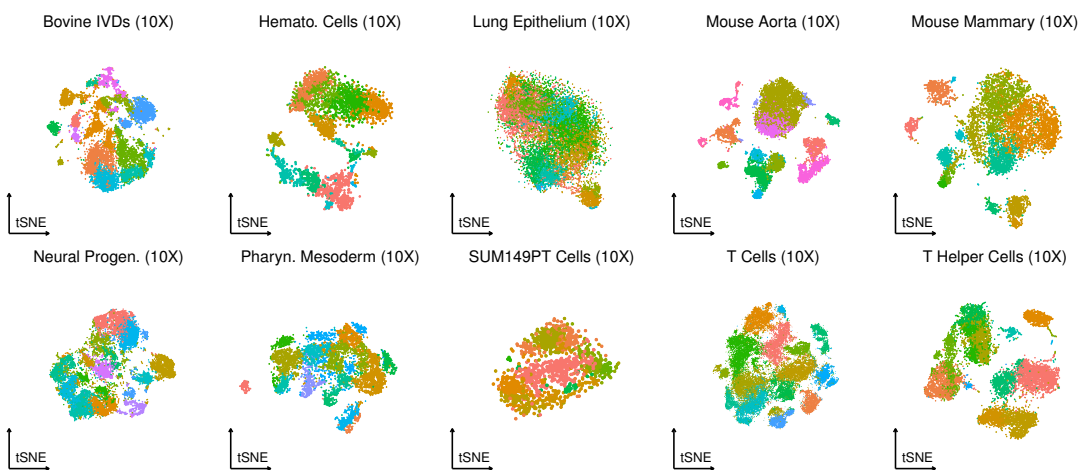 Bovine IVDs (10X)
Hemato. Cells (10X)
Lung Epithelium (10X)
Mouse Aorta (10X)
Mouse Mammary (10X)
tSNE
tSNE
tSNE
tSNE
tSNE
Neural Progen. (10X)
Pharyn. Mesoderm (10X)
SUM149PT Cells (10X)
T Cells (10X)
T Helper Cells (10X)
tSNE
tSNE
tSNE
tSNE
tSNE